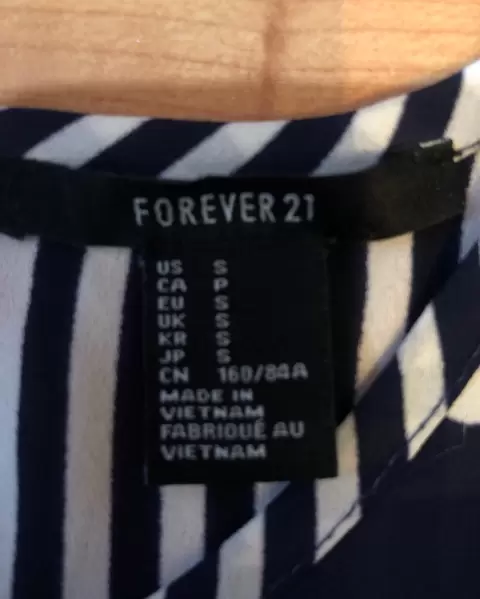 FOREVER 21
US S
CA P
EU S
UK S
KR S
JP S
CN 160/84A
MADE IN
VIETNAM
FABRIQUÉ AU
VIETNAM